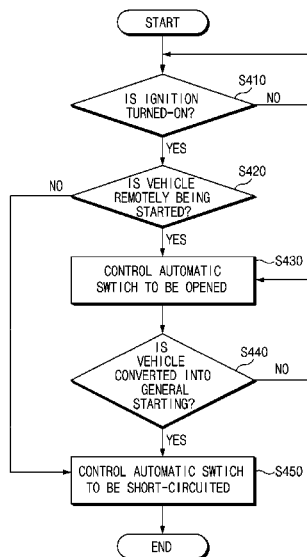 START
S410
IS IGNITION
TURNED-ON?
NO
YES
S420
NO
IS VEHICLE
REMOTELY BEING
STARTED?
YES
S430
CONTROL AUTOMATIC
SWTICH TO BE OPENED
S440
IS
VEHICLE
CONVERTED INTO
GENERAL
STARTING?
NO
YES
S450
CONTROL AUTOMATIC SWTICH
TO BE SHORT-CIRCUITED
END